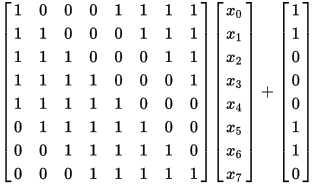 1 0 0 0 1 1 1 1 x₀ 1
1 1 0 0 0 1 1 1 x₁ 1
1 1 1 0 0 0 1 1 x₂ 0
1 1 1 1 0 0 0 1 x₃ + 0
1 1 1 1 1 0 0 0 x₄ 0
0 1 1 1 1 1 0 0 x₅ 1
0 0 1 1 1 1 1 0 x₆ 1
0 0 0 1 1 1 1 1 x₇ 0